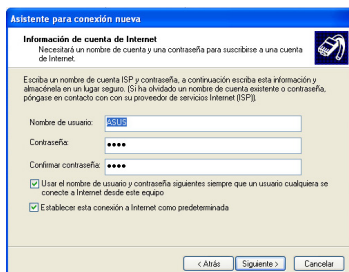 Asistente para conexión nueva
Información de cuenta de Internet
Necesitará un nombre de cuenta y una contraseña para suscribirse a una cuenta
de Internet.
Escriba un nombre de cuenta ISP y contraseña, a continuación escriba esta información y
almacénela en un lugar seguro. (Si ha olvidado un nombre de cuenta existente o contraseña,
póngase en contacto con con su proveedor de servicios Internet (ISP)).
Nombre de usuario: ASUS
Contraseña: ••••
Confirmar contraseña: ••••
Usar el nombre de usuario y contraseña siguientes siempre que un usuario cualquiera se
conecte a Internet desde este equipo
Establecer esta conexión a Internet como predeterminada
< Atrás Siguiente > Cancelar